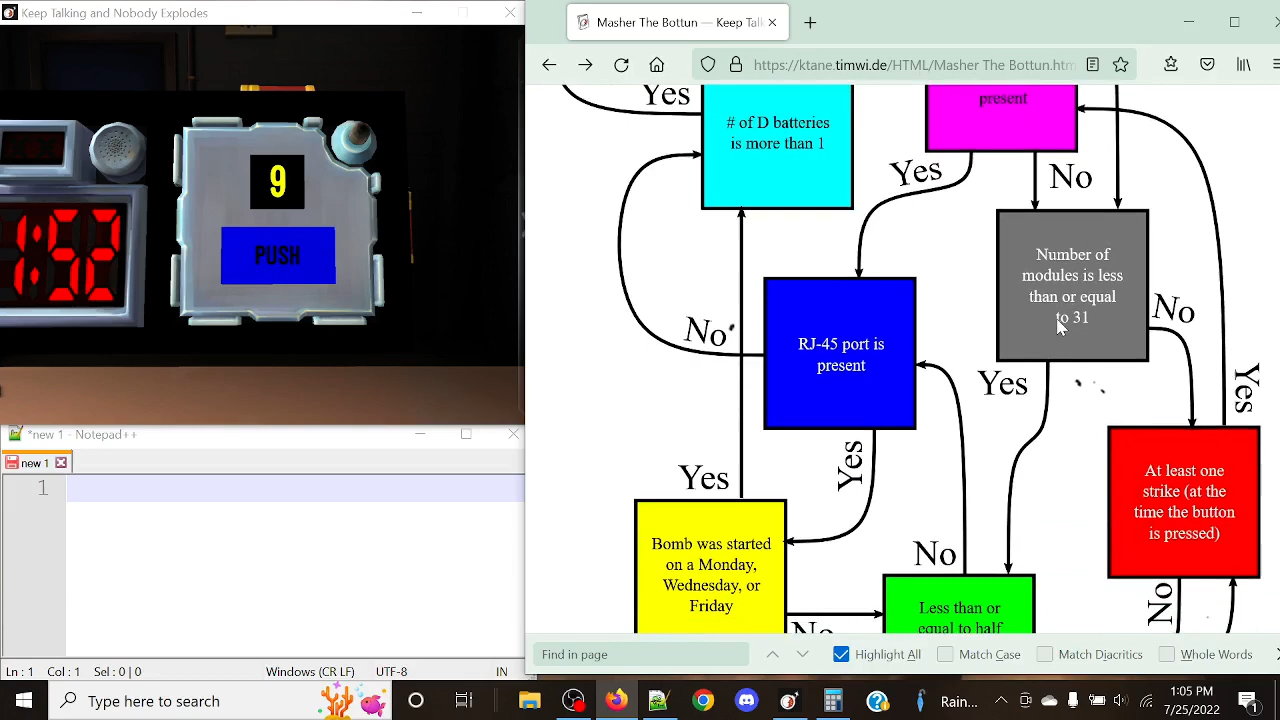 Keep Talking and Nobody Explodes
9
PUSH
1:52
*new 1 - Notepad++
new 1
1
Ln : 1 Col : 1 Sel : 0 | 0 Windows (CR LF) UTF-8 IN
Masher The Bottun — Keep Talk
https://ktane.timwi.de/HTML/Masher The Bottun.htm
Yes
# of D batteries
is more than 1
present
Yes
No
Number of
modules is less
than or equal
to 31
No
No
RJ-45 port is
present
Yes
Yes
Yes
Yes
At least one
strike (at the
time the button
is pressed)
Bomb was started
on a Monday,
Wednesday, or
Friday
No
No
Less than or
equal to half
No
Find in page
Highlight All
Match Case
Match Diacritics
Whole Words
Type here to search
Rain...
1:05 PM
7/25/2022
1